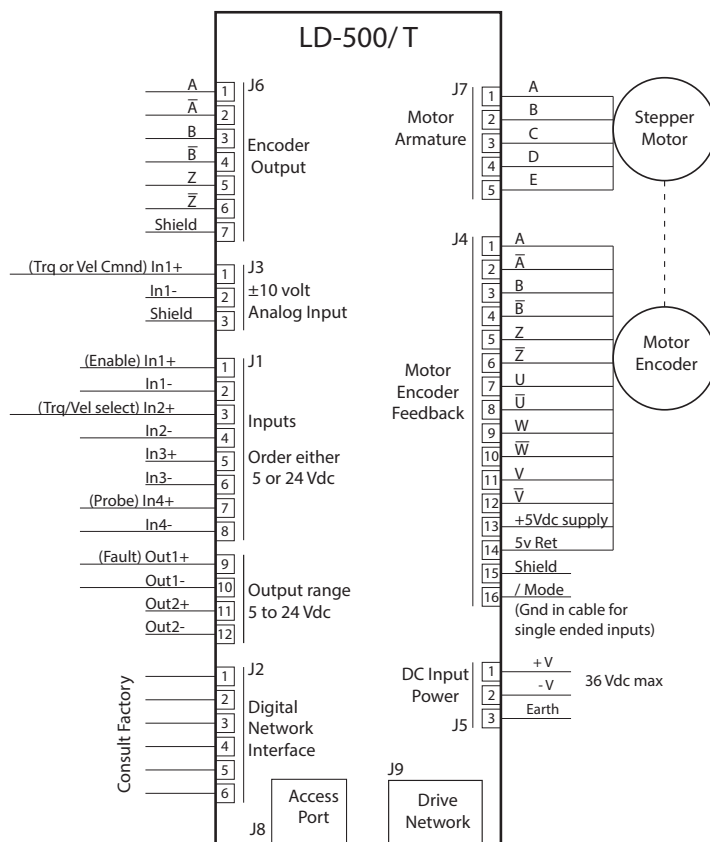 LD-500/T
J6
A 1
A̅ 2
B 3
B̅ 4
Z 5
Z̅ 6
Shield 7
Encoder
Output
J3
(Trq or Vel Cmnd) In1+ 1
In1- 2
Shield 3
±10 volt
Analog Input
J1
(Enable) In1+ 1
In1- 2
(Trq/Vel select) In2+ 3
In2- 4
In3+ 5
In3- 6
(Probe) In4+ 7
In4- 8
Inputs
Order either
5 or 24 Vdc
(Fault) Out1+ 9
Out1- 10
Out2+ 11
Out2- 12
Output range
5 to 24 Vdc
Consult Factory
J2
1
2
3
4
5
6
Digital
Network
Interface
J8
Access
Port
J7
Motor
Armature
1 A
2 B
3 C
4 D
5 E
Stepper
Motor
J4
Motor
Encoder
Feedback
1 A
2 A̅
3 B
4 B̅
5 Z
6 Z̅
7 U
8 U̅
9 W
10 W̅
11 V
12 V̅
13 +5Vdc supply
14 5v Ret
15 Shield
16 / Mode
(Gnd in cable for
single ended inputs)
Motor
Encoder
DC Input
Power
J5
1 + V
2 - V
3 Earth
36 Vdc max
J9
Drive
Network